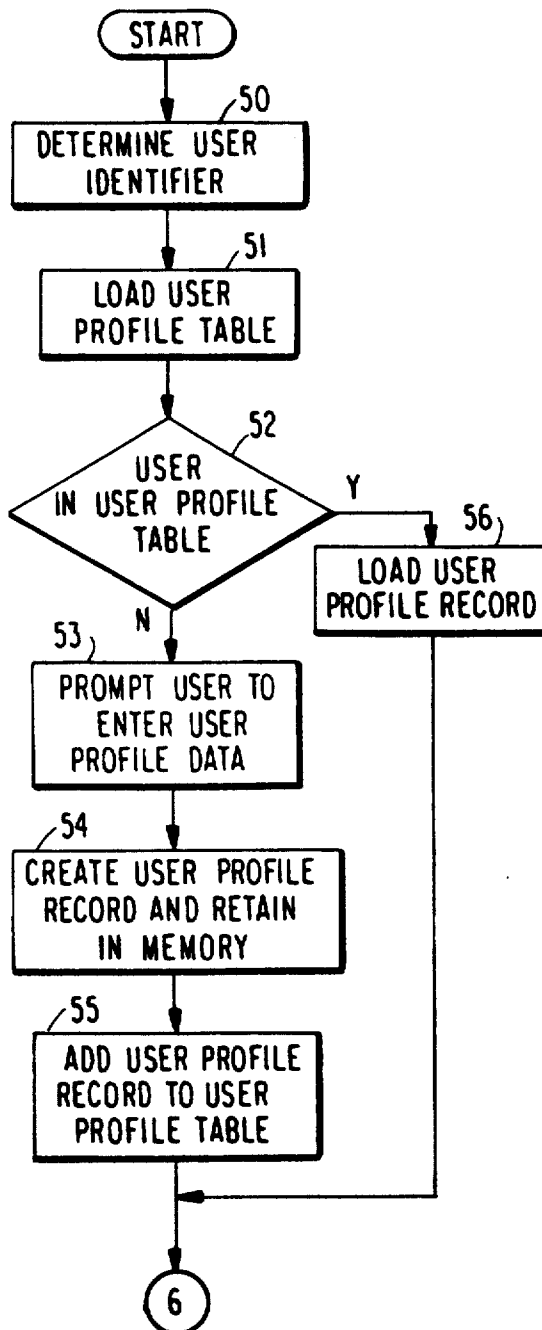 START
50
DETERMINE USER
IDENTIFIER
51
LOAD USER
PROFILE TABLE
52
USER
IN USER PROFILE
TABLE
Y
N
56
LOAD USER
PROFILE RECORD
53
PROMPT USER TO
ENTER USER
PROFILE DATA
54
CREATE USER PROFILE
RECORD AND RETAIN
IN MEMORY
55
ADD USER PROFILE
RECORD TO USER
PROFILE TABLE
6